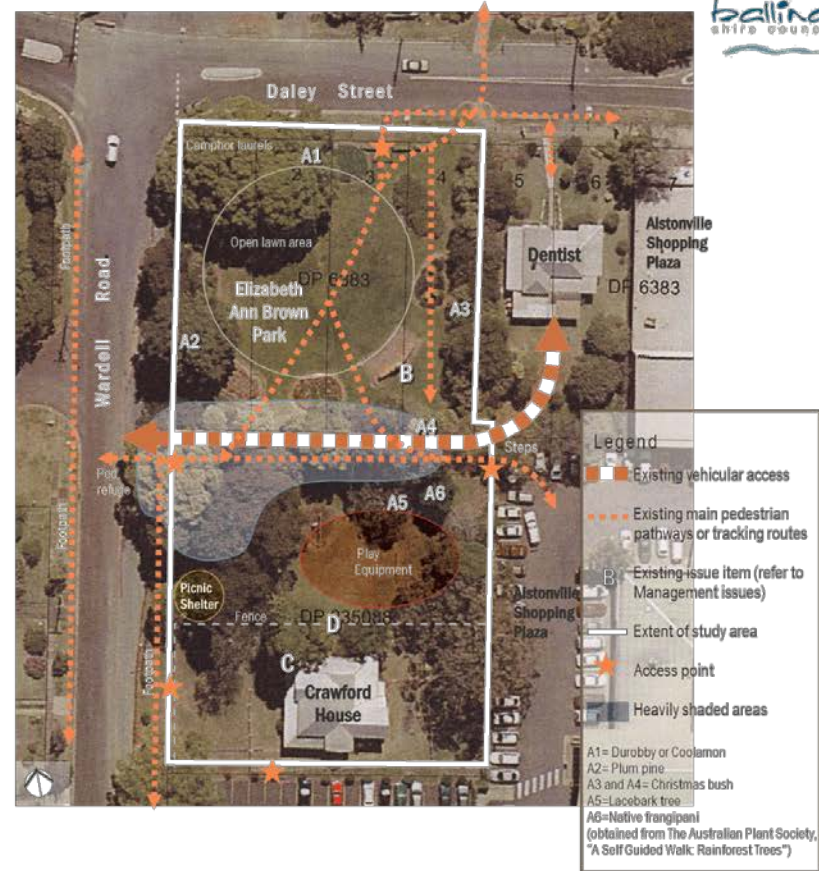 ballina
shire council
Daley Street
Camphor laurels
A1
2
3
4
5
6
7
Open lawn area
Dentist
Alstonville
Shopping
Plaza
DP 6383
DP 6383
Elizabeth
Ann Brown
Park
A3
A2
Wardell Road
Footpath
B
A4
Steps
Ped
refuge
A6
A5
Play
Equipment
Picnic
Shelter
Fence
D
C
Crawford
House
Footpath
Footpath
Alstonville
Shopping
Plaza
Legend
Existing vehicular access
Existing main pedestrian
pathways or tracking routes
B
Existing issue item (refer to
Management issues)
Extent of study area
Access point
Heavily shaded areas
A1= Durobby or Coolamon
A2= Plum pine
A3 and A4= Christmas bush
A5=Lacebark tree
A6=Native frangipani
(obtained from The Australian Plant Society,
"A Self Guided Walk: Rainforest Trees")